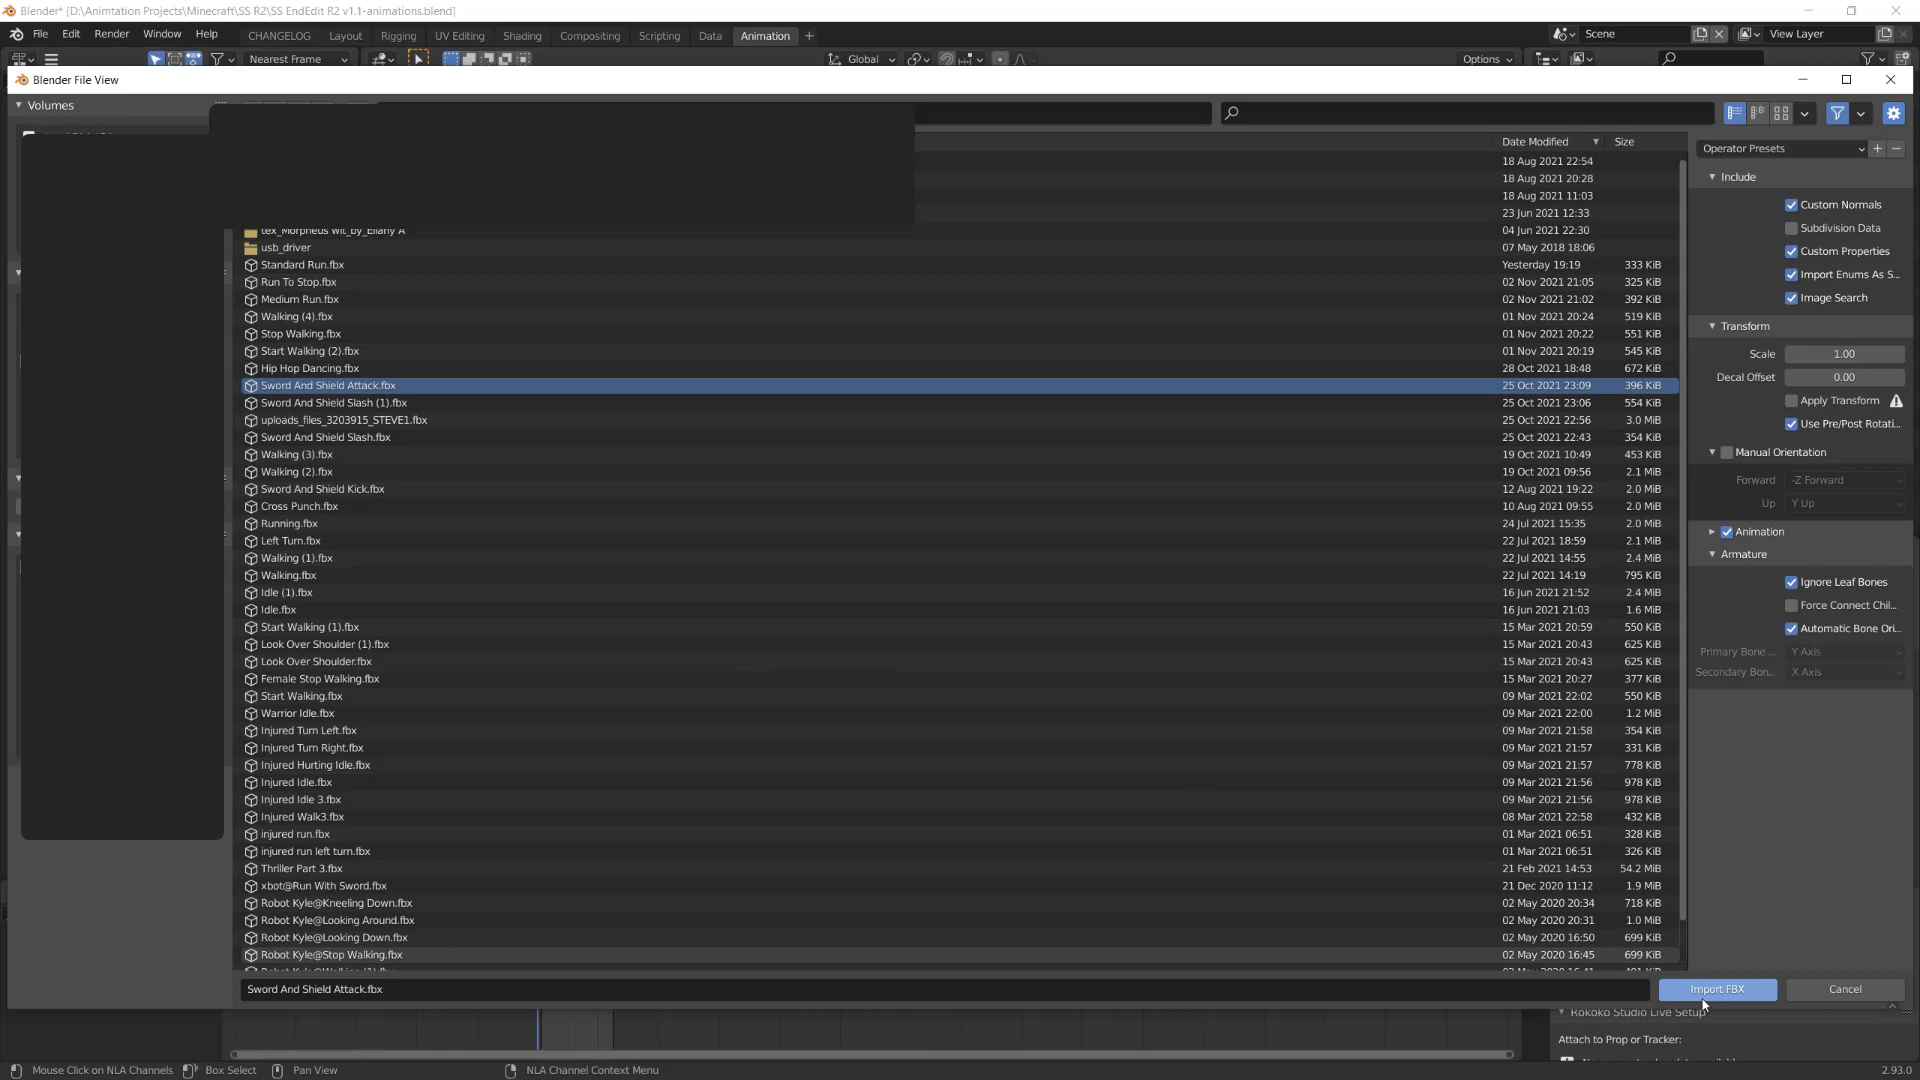 Blender* [D:\Animtation Projects\Minecraft\SS R2\SS EndEdit R2 v1.1-animations.blend]
File Edit Render Window Help CHANGELOG Layout Rigging UV Editing Shading Compositing Scripting Data Animation + Scene View Layer
Nearest Frame Global Options
Blender File View
Volumes
Date Modified Size
18 Aug 2021 22:54
18 Aug 2021 20:28
18 Aug 2021 11:03
23 Jun 2021 12:33
tex_Morpheus Wit_by_Ellany A 04 Jun 2021 22:30
usb_driver 07 May 2018 18:06
Standard Run.fbx Yesterday 19:19 333 KiB
Run To Stop.fbx 02 Nov 2021 21:05 325 KiB
Medium Run.fbx 02 Nov 2021 21:02 392 KiB
Walking (4).fbx 01 Nov 2021 20:24 519 KiB
Stop Walking.fbx 01 Nov 2021 20:22 551 KiB
Start Walking (2).fbx 01 Nov 2021 20:19 545 KiB
Hip Hop Dancing.fbx 28 Oct 2021 18:48 672 KiB
Sword And Shield Attack.fbx 25 Oct 2021 23:09 396 KiB
Sword And Shield Slash (1).fbx 25 Oct 2021 23:06 554 KiB
uploads_files_3203915_STEVE1.fbx 25 Oct 2021 22:56 3.0 MiB
Sword And Shield Slash.fbx 25 Oct 2021 22:43 354 KiB
Walking (3).fbx 19 Oct 2021 10:49 453 KiB
Walking (2).fbx 19 Oct 2021 09:56 2.1 MiB
Sword And Shield Kick.fbx 12 Aug 2021 19:22 2.0 MiB
Cross Punch.fbx 10 Aug 2021 09:55 2.0 MiB
Running.fbx 24 Jul 2021 15:35 2.0 MiB
Left Turn.fbx 22 Jul 2021 18:59 2.1 MiB
Walking (1).fbx 22 Jul 2021 14:55 2.4 MiB
Walking.fbx 22 Jul 2021 14:19 795 KiB
Idle (1).fbx 16 Jun 2021 21:52 2.4 MiB
Idle.fbx 16 Jun 2021 21:03 1.6 MiB
Start Walking (1).fbx 15 Mar 2021 20:59 550 KiB
Look Over Shoulder (1).fbx 15 Mar 2021 20:43 625 KiB
Look Over Shoulder.fbx 15 Mar 2021 20:43 625 KiB
Female Stop Walking.fbx 15 Mar 2021 20:27 377 KiB
Start Walking.fbx 09 Mar 2021 22:02 550 KiB
Warrior Idle.fbx 09 Mar 2021 22:00 1.2 MiB
Injured Turn Left.fbx 09 Mar 2021 21:58 354 KiB
Injured Turn Right.fbx 09 Mar 2021 21:57 331 KiB
Injured Hurting Idle.fbx 09 Mar 2021 21:57 778 KiB
Injured Idle.fbx 09 Mar 2021 21:56 978 KiB
Injured Idle 3.fbx 09 Mar 2021 21:56 978 KiB
Injured Walk3.fbx 08 Mar 2021 22:58 432 KiB
injured run.fbx 01 Mar 2021 06:51 328 KiB
injured run left turn.fbx 01 Mar 2021 06:51 326 KiB
Thriller Part 3.fbx 21 Feb 2021 14:53 54.2 MiB
xbot@Run With Sword.fbx 21 Dec 2020 11:12 1.9 MiB
Robot Kyle@Kneeling Down.fbx 02 May 2020 20:34 718 KiB
Robot Kyle@Looking Around.fbx 02 May 2020 20:31 1.0 MiB
Robot Kyle@Looking Down.fbx 02 May 2020 16:50 699 KiB
Robot Kyle@Stop Walking.fbx 02 May 2020 16:45 699 KiB
Sword And Shield Attack.fbx Import FBX Cancel
Operator Presets
Include
Custom Normals
Subdivision Data
Custom Properties
Import Enums As S...
Image Search
Transform
Scale 1.00
Decal Offset 0.00
Apply Transform
Use Pre/Post Rotati...
Manual Orientation
Forward -Z Forward
Up Y Up
Animation
Armature
Ignore Leaf Bones
Force Connect Chil...
Automatic Bone Ori...
Primary Bone ... Y Axis
Secondary Bon... X Axis
Rokoko Studio Live Setup
Attach to Prop or Tracker:
Mouse Click on NLA Channels Box Select Pan View NLA Channel Context Menu 2.93.0